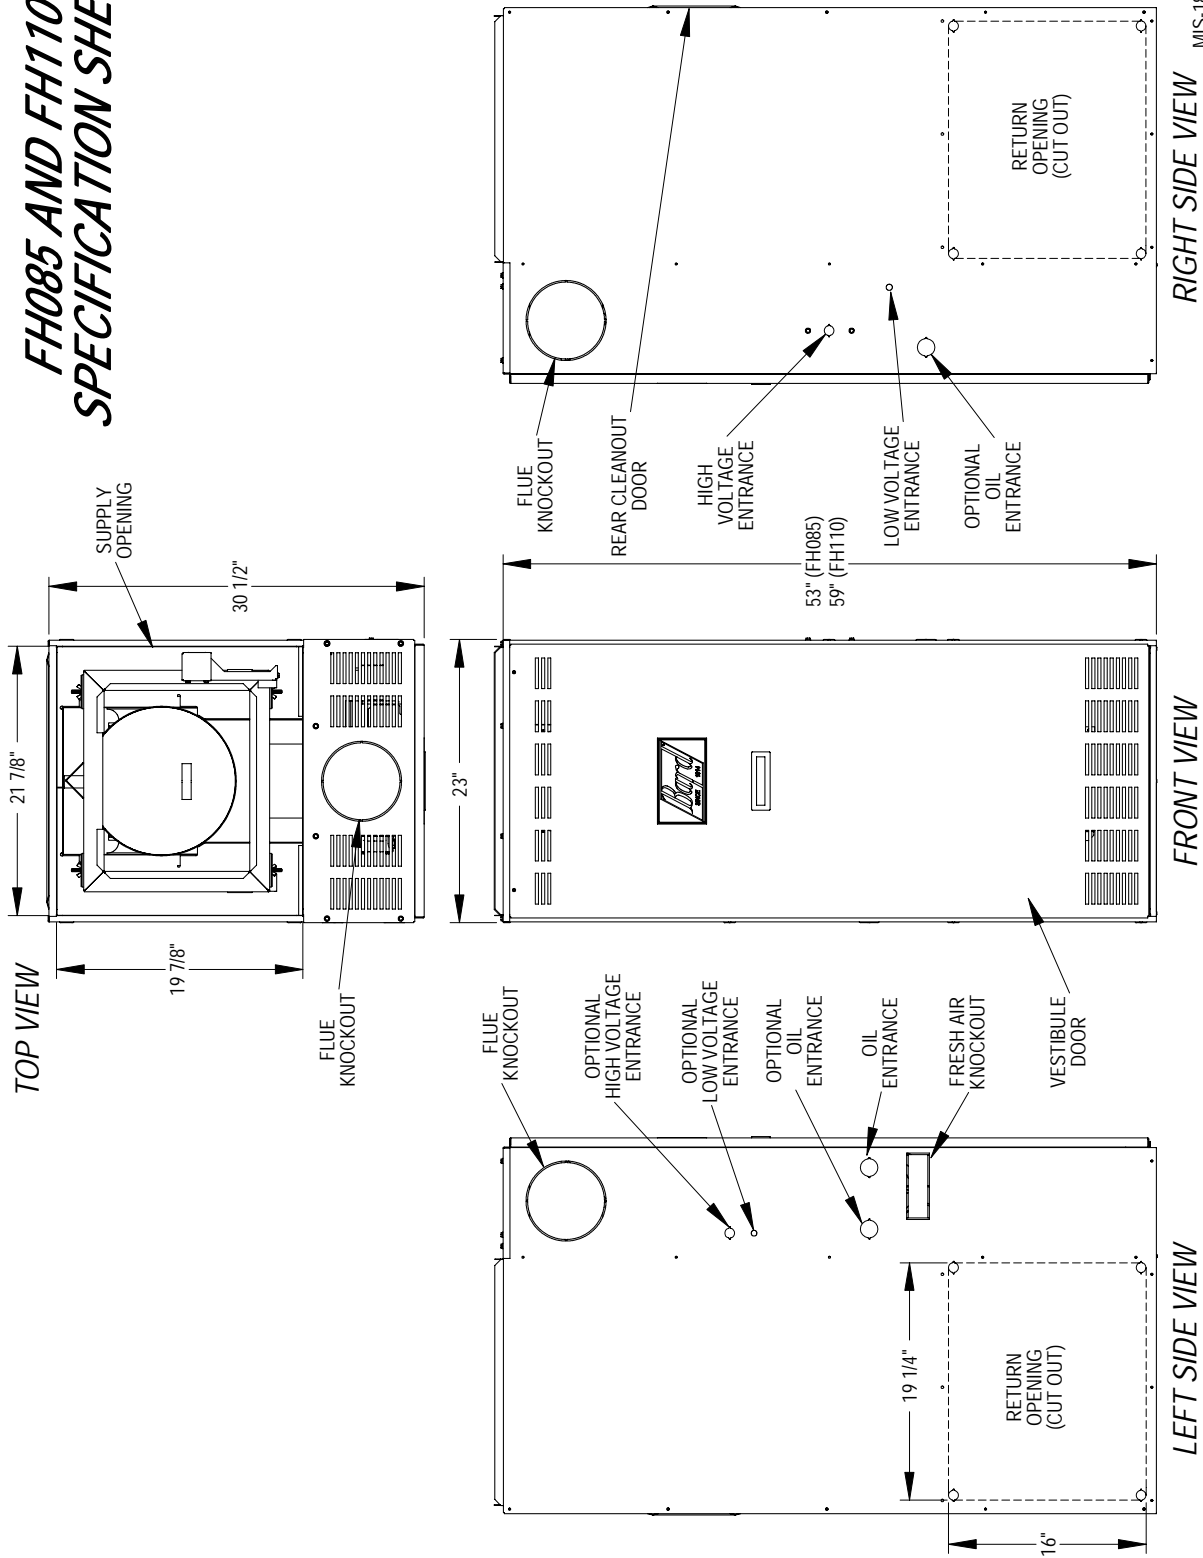 FH085 AND FH110
SPECIFICATION SHE
TOP VIEW
21 7/8"
19 7/8"
30 1/2"
SUPPLY
OPENING
FLUE
KNOCKOUT
LEFT SIDE VIEW
FLUE
KNOCKOUT
OPTIONAL
HIGH VOLTAGE
ENTRANCE
OPTIONAL
LOW VOLTAGE
ENTRANCE
OPTIONAL
OIL
ENTRANCE
OIL
ENTRANCE
FRESH AIR
KNOCKOUT
VESTIBULE
DOOR
19 1/4"
16"
RETURN
OPENING
(CUT OUT)
FRONT VIEW
23"
Bard
SINCE 1914
53" (FH085)
59" (FH110)
RIGHT SIDE VIEW
FLUE
KNOCKOUT
REAR CLEANOUT
DOOR
HIGH
VOLTAGE
ENTRANCE
LOW VOLTAGE
ENTRANCE
OPTIONAL
OIL
ENTRANCE
RETURN
OPENING
(CUT OUT)